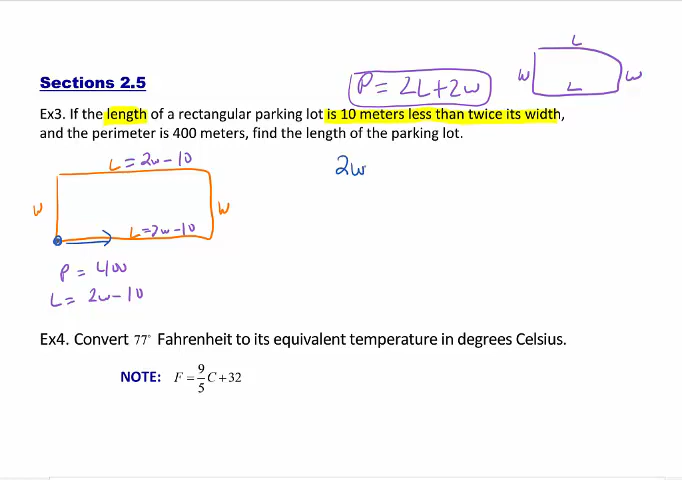 L
Sections 2.5
P = 2L + 2W
W
L
W
Ex3. If the length of a rectangular parking lot is 10 meters less than twice its width,
and the perimeter is 400 meters, find the length of the parking lot.
L = 2W - 10
2W
W
W
L = 2W - 10
P = 400
L = 2W - 10
Ex4. Convert 77° Fahrenheit to its equivalent temperature in degrees Celsius.
NOTE: F = 9/5 C + 32